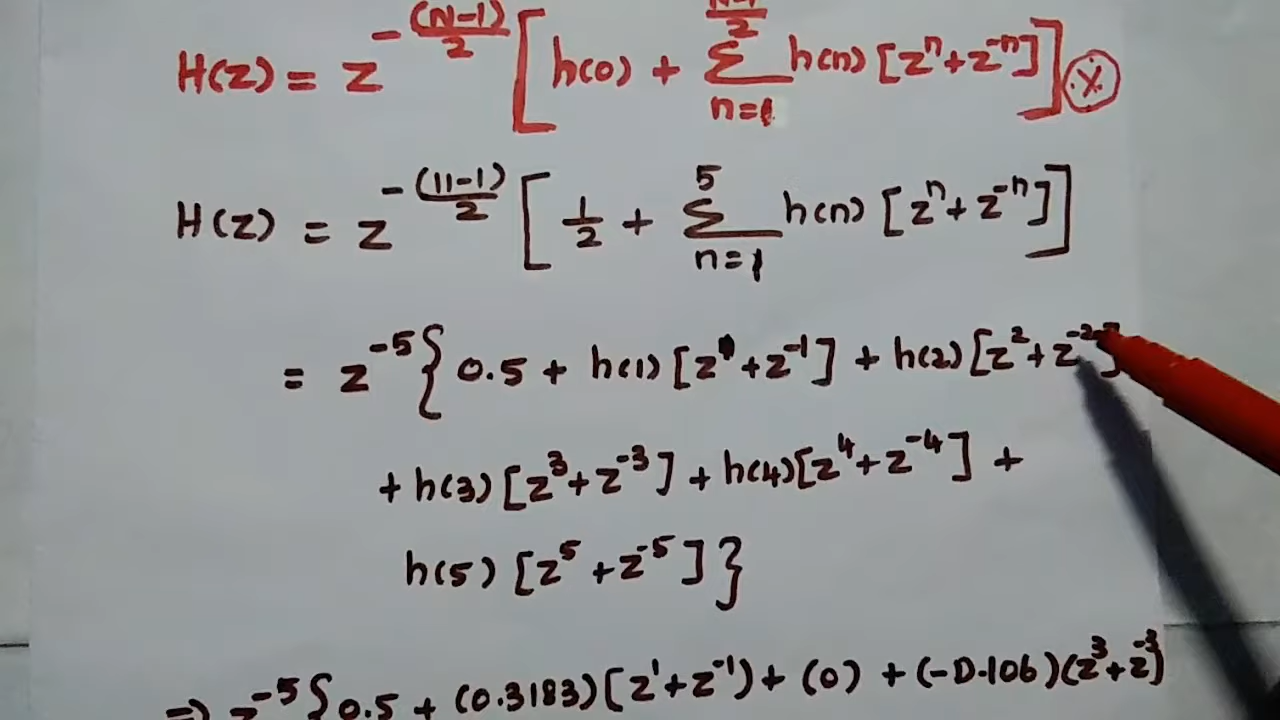 H(z) = z^{-(N-1)/2} [ h(0) + Σ_{n=1}^{(N-1)/2} h(n) [z^n + z^{-n}] ] (X)
H(z) = z^{-(11-1)/2} [ 1/2 + Σ_{n=1}^{5} h(n) [z^n + z^{-n}] ]
= z^{-5} { 0.5 + h(1) [z^1 + z^{-1}] + h(2) [z^2 + z^{-2}]
+ h(3) [z^3 + z^{-3}] + h(4) [z^4 + z^{-4}] +
h(5) [z^5 + z^{-5}] }
=> z^{-5} { 0.5 + (0.3183) [z^1 + z^{-1}) + (0) + (-0.106) (z^3 + z^{-3})